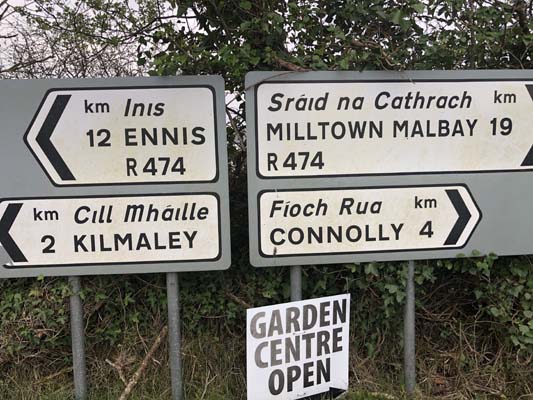 km Inis
12 ENNIS
R474
km Cill Mháille
2 KILMALEY
Sráid na Cathrach km
MILLTOWN MALBAY 19
R474
Fíoch Rua km
CONNOLLY 4
GARDEN
CENTRE
OPEN